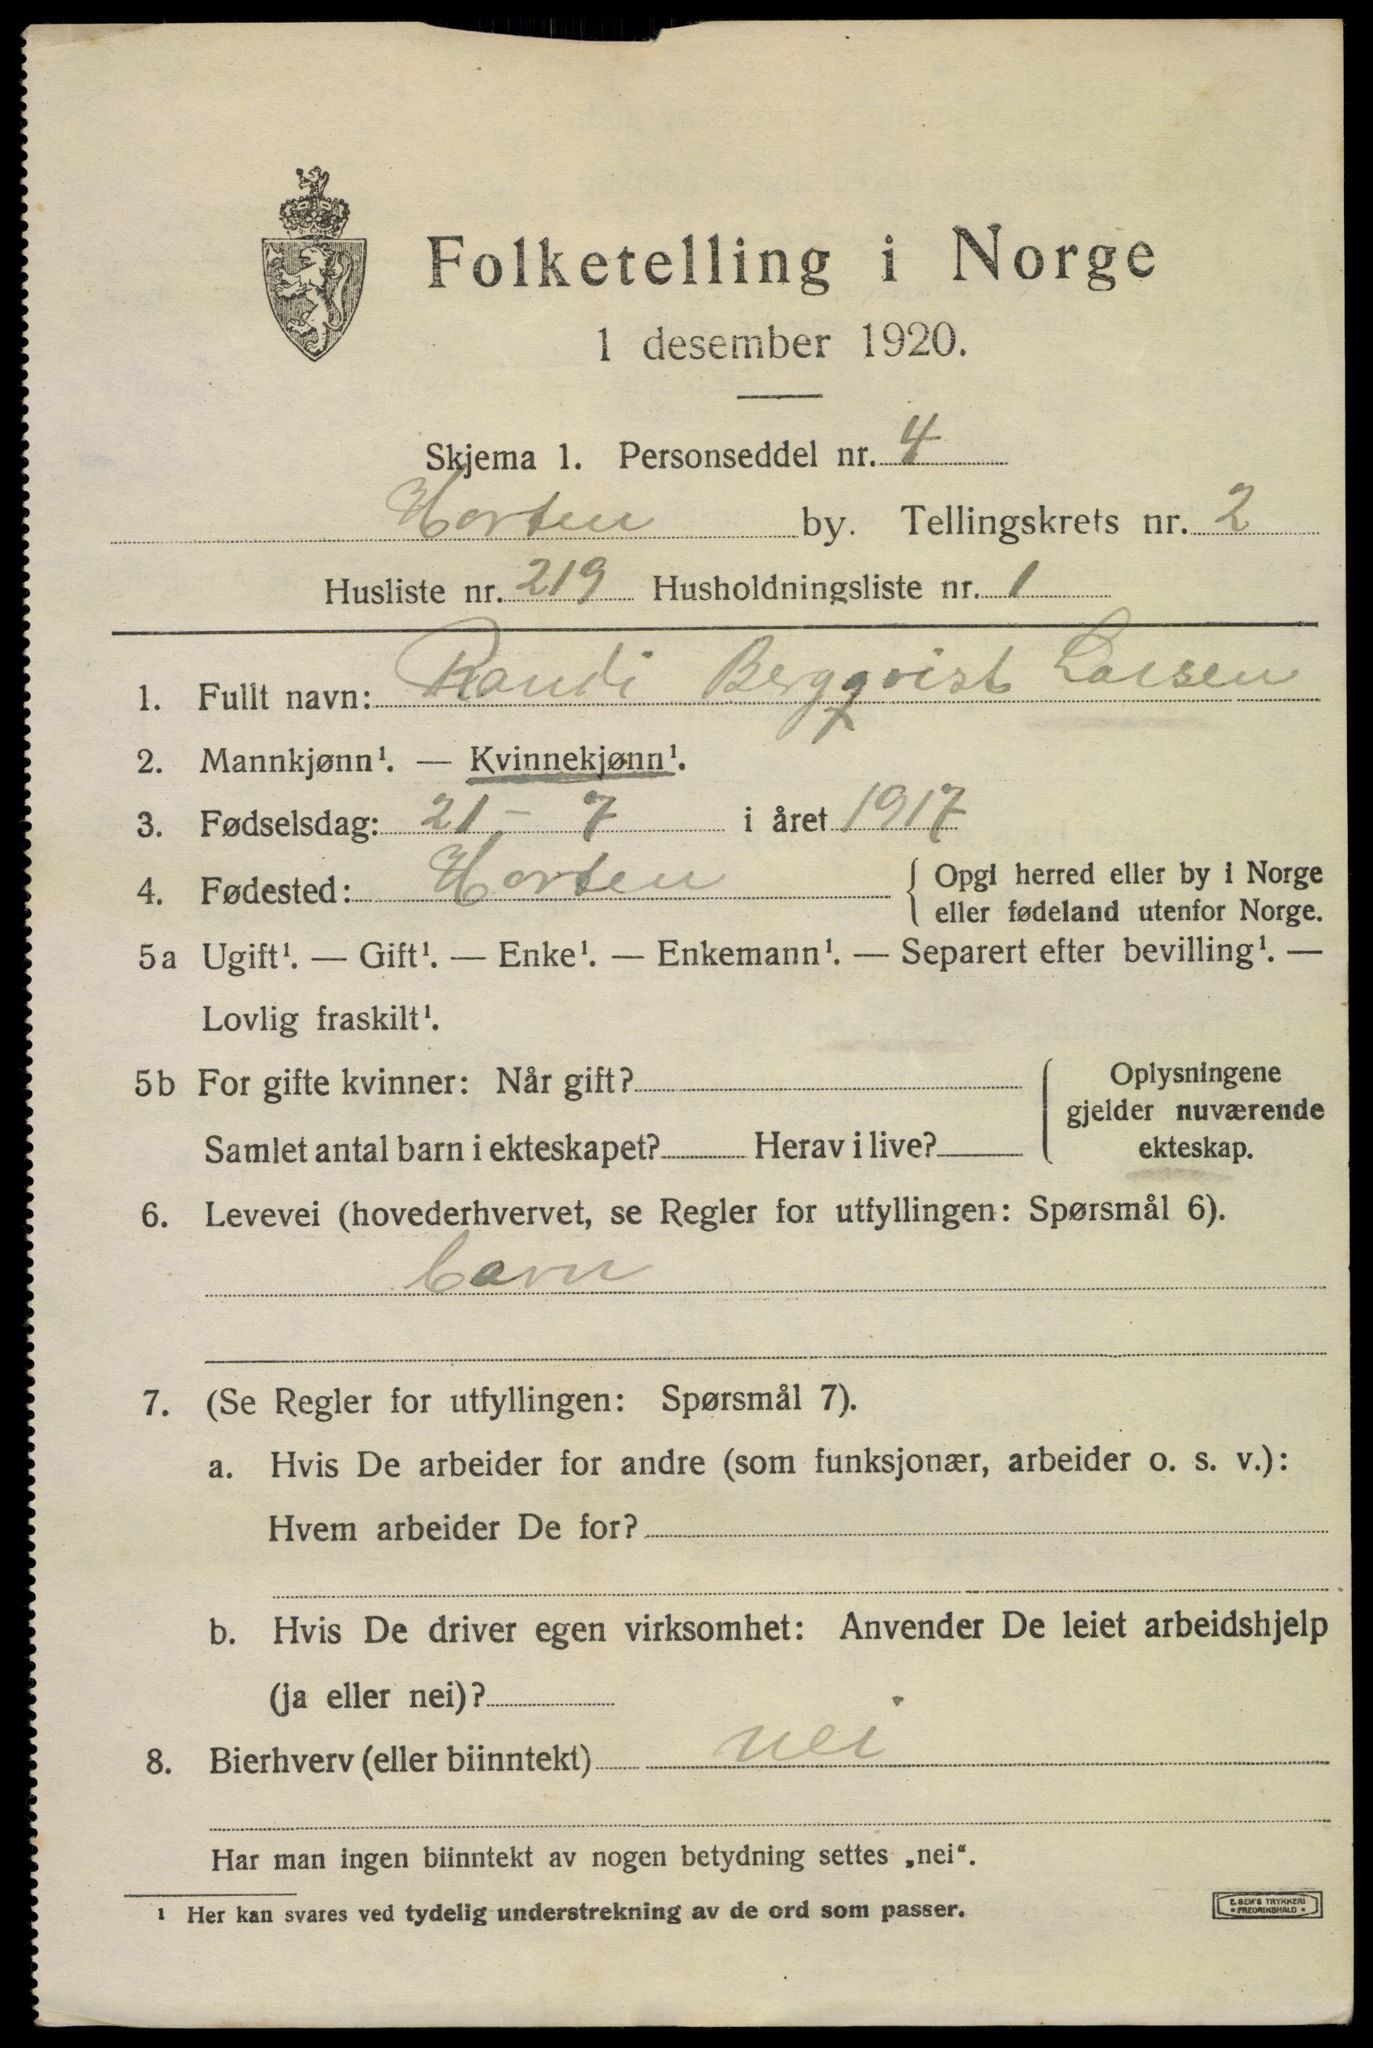 Folketelling i Norge
1 desember 1920.
Skjema 1. Personseddel nr. 4
Horten by. Tellingskrets nr. 2
Husliste nr. 219 Husholdningsliste nr. 1
1. Fullt navn: Randi Bergqvist Larsen
2. Mannkjønn¹. — Kvinnekjønn¹.
3. Fødselsdag: 21 - 7 i året 1917
4. Fødested: Horten { Opgi herred eller by i Norge
eller fødeland utenfor Norge.
5a Ugift¹. — Gift¹. — Enke¹. — Enkemann¹. — Separert efter bevilling¹. —
Lovlig fraskilt¹.
5b For gifte kvinner: Når gift?
Samlet antal barn i ekteskapet? Herav i live?
Oplysningene
gjelder nuværende
ekteskap.
6. Levevei (hovederhvervet, se Regler for utfyllingen: Spørsmål 6).
barn
7. (Se Regler for utfyllingen: Spørsmål 7).
a. Hvis De arbeider for andre (som funksjonær, arbeider o. s. v.):
Hvem arbeider De for?
b. Hvis De driver egen virksomhet: Anvender De leiet arbeidshjelp
(ja eller nei)?
8. Bierhverv (eller biinntekt) nei
Har man ingen biinntekt av nogen betydning settes „nei“.
¹ Her kan svares ved tydelig understrekning av de ord som passer.
E. SEM'S TRYKKERI
• FREDRIKSHALD •